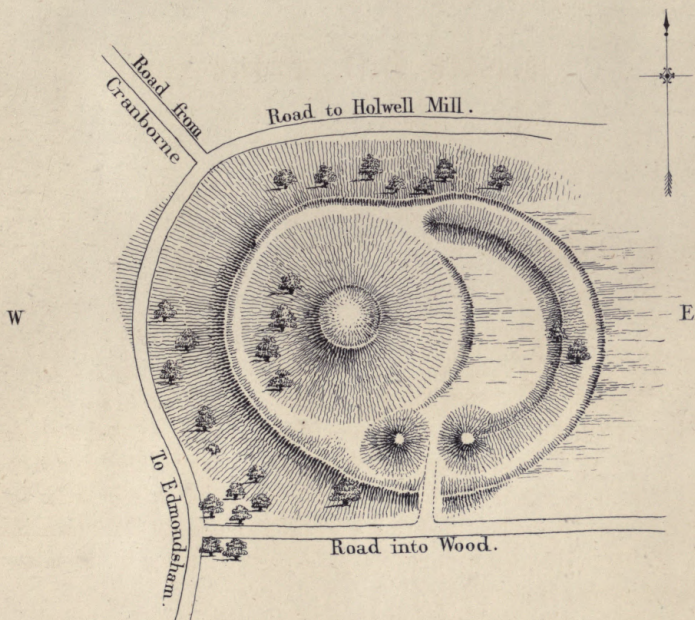 Road from
Cranborne
Road to Holwell Mill.
W
E
To Edmondsham.
Road into Wood.